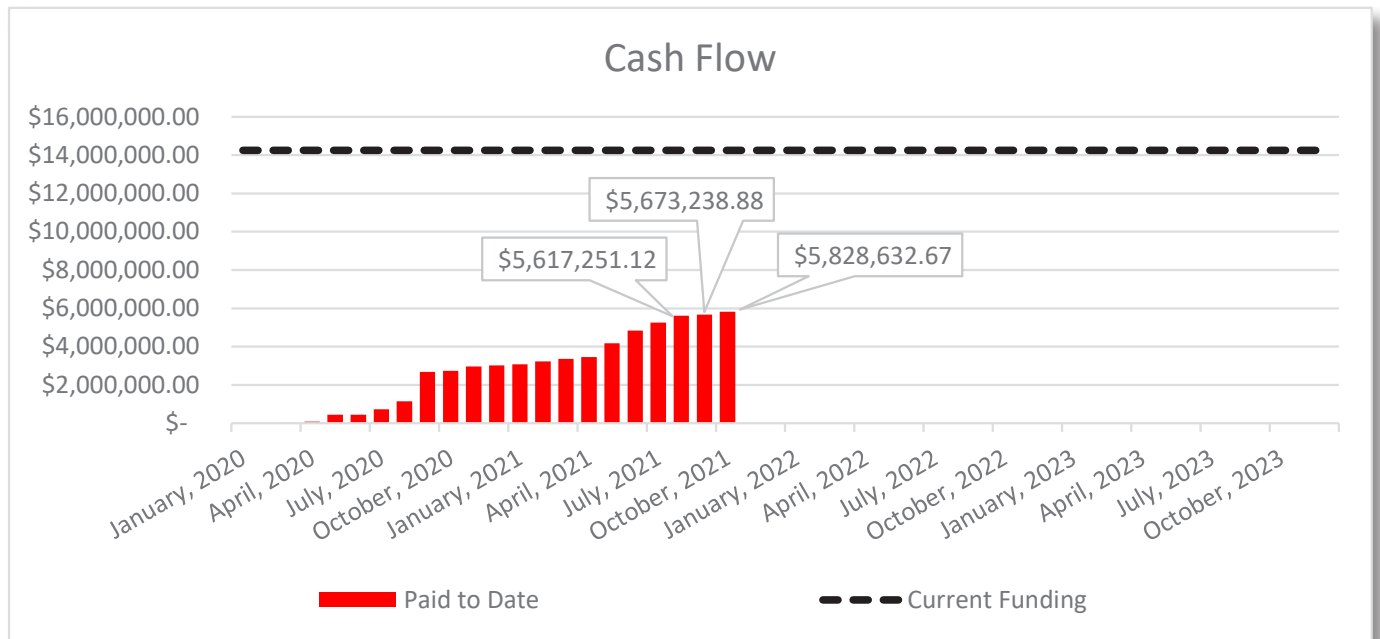 Cash Flow
$16,000,000.00
$14,000,000.00
$12,000,000.00
$10,000,000.00
$8,000,000.00
$6,000,000.00
$4,000,000.00
$2,000,000.00
$-
$5,673,238.88
$5,617,251.12
$5,828,632.67
January, 2020
April, 2020
July, 2020
October, 2020
January, 2021
April, 2021
July, 2021
October, 2021
January, 2022
April, 2022
July, 2022
October, 2022
January, 2023
April, 2023
July, 2023
October, 2023
Paid to Date
Current Funding